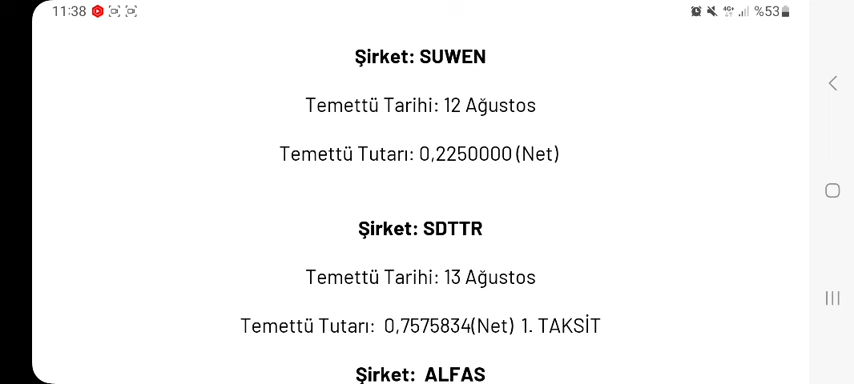 11:38
4G+ %53
Şirket: SUWEN
Temettü Tarihi: 12 Ağustos
Temettü Tutarı: 0,2250000 (Net)
Şirket: SDTTR
Temettü Tarihi: 13 Ağustos
Temettü Tutarı: 0,7575834(Net) 1. TAKSİT
Şirket: ALFAS